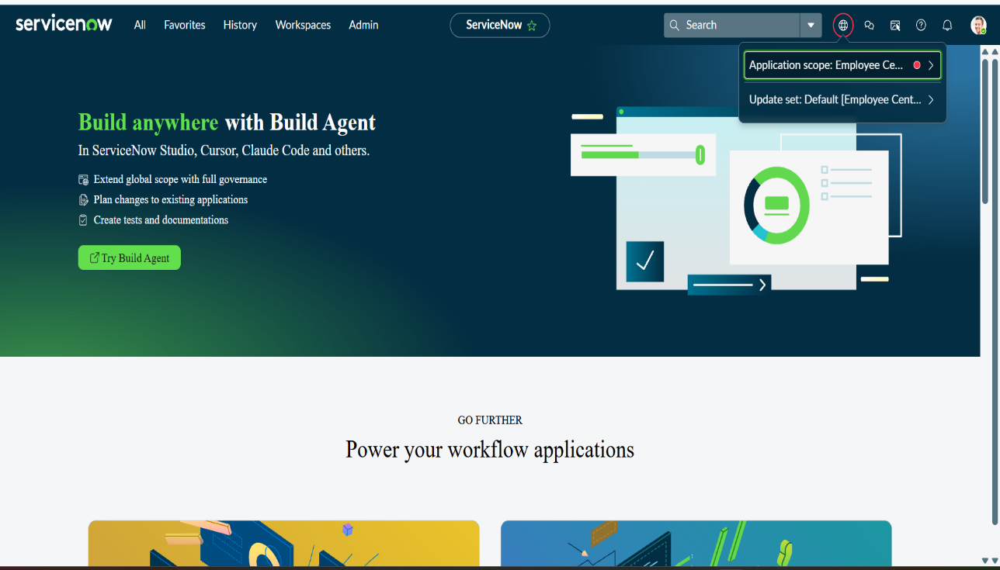 servicenow
All
Favorites
History
Workspaces
Admin
ServiceNow
Search
Application scope: Employee Ce...
Update set: Default [Employee Cent...
Build anywhere with Build Agent
In ServiceNow Studio, Cursor, Claude Code and others.
Extend global scope with full governance
Plan changes to existing applications
Create tests and documentations
Try Build Agent
GO FURTHER
Power your workflow applications